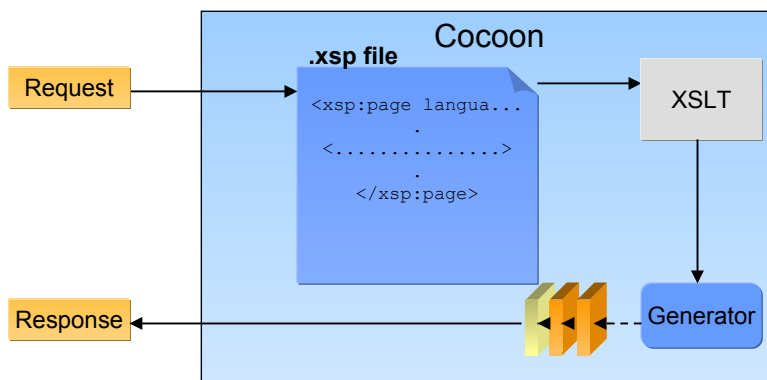 Cocoon
.xsp file
Request
<xsp:page langua...
.
<...............>
.
</xsp:page>
XSLT
Response
Generator